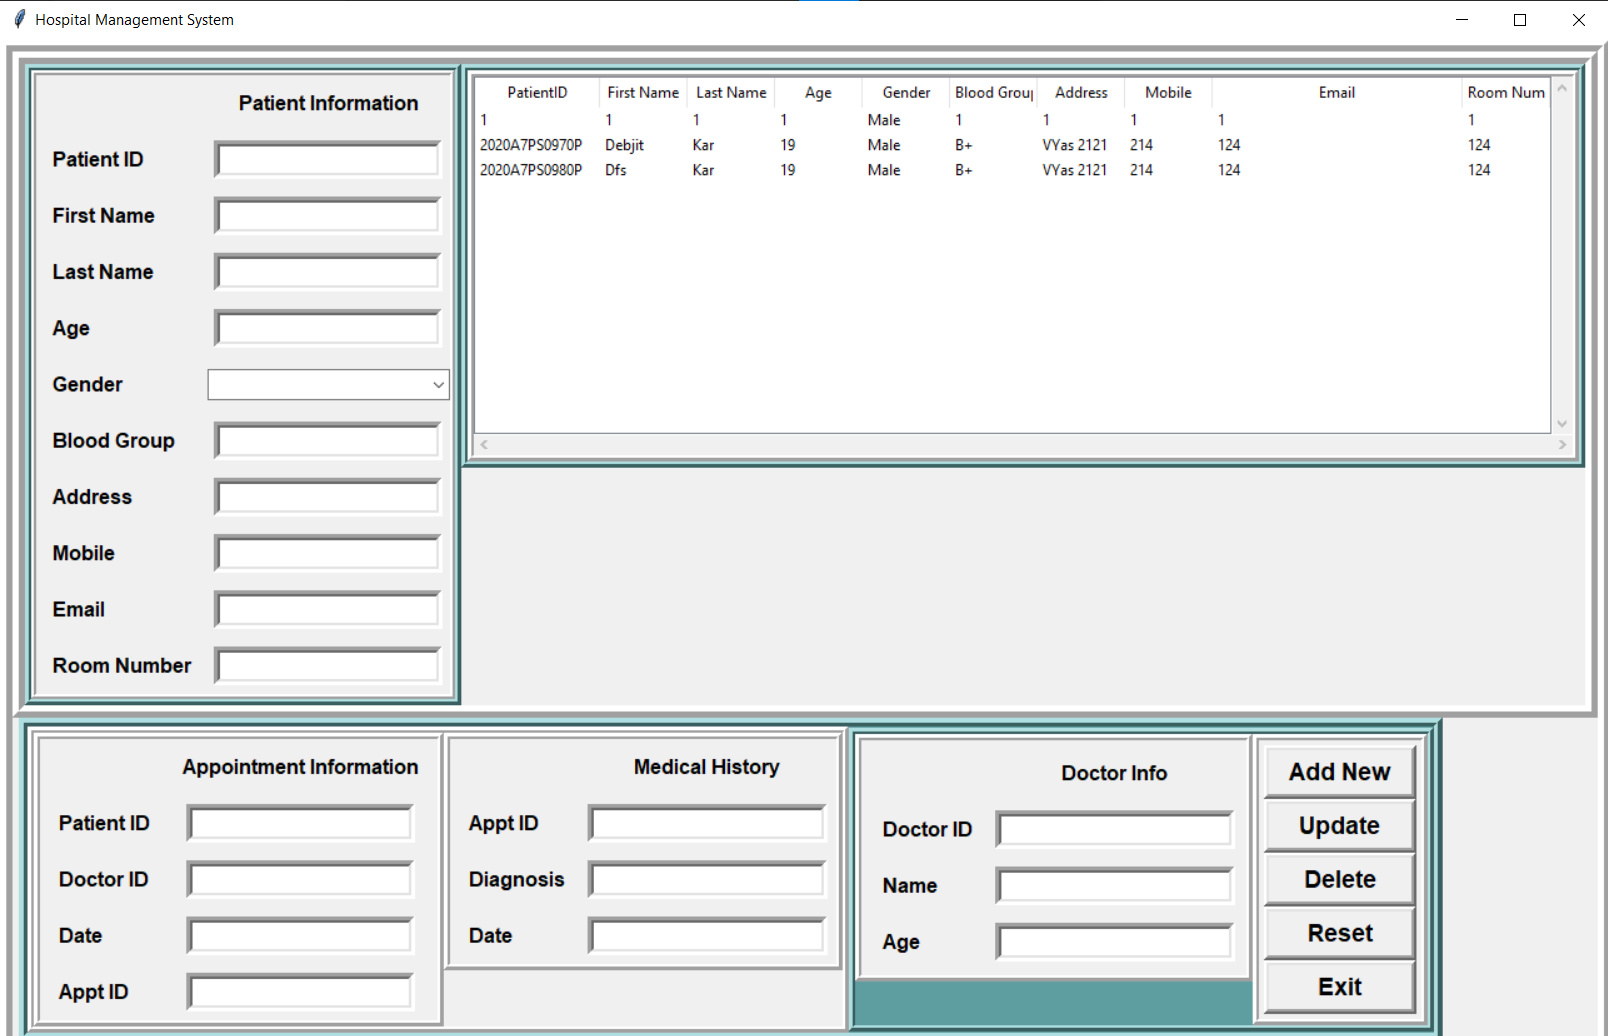 Hospital Management System
Patient Information
Patient ID
First Name
Last Name
Age
Gender
Blood Group
Address
Mobile
Email
Room Number
PatientID First Name Last Name Age Gender Blood Grou Address Mobile Email Room Num
1 1 1 1 Male 1 1 1 1 1
2020A7PS0970P Debjit Kar 19 Male B+ VYas 2121 214 124 124
2020A7PS0980P Dfs Kar 19 Male B+ VYas 2121 214 124 124
Appointment Information
Patient ID
Doctor ID
Date
Appt ID
Medical History
Appt ID
Diagnosis
Date
Doctor Info
Doctor ID
Name
Age
Add New
Update
Delete
Reset
Exit